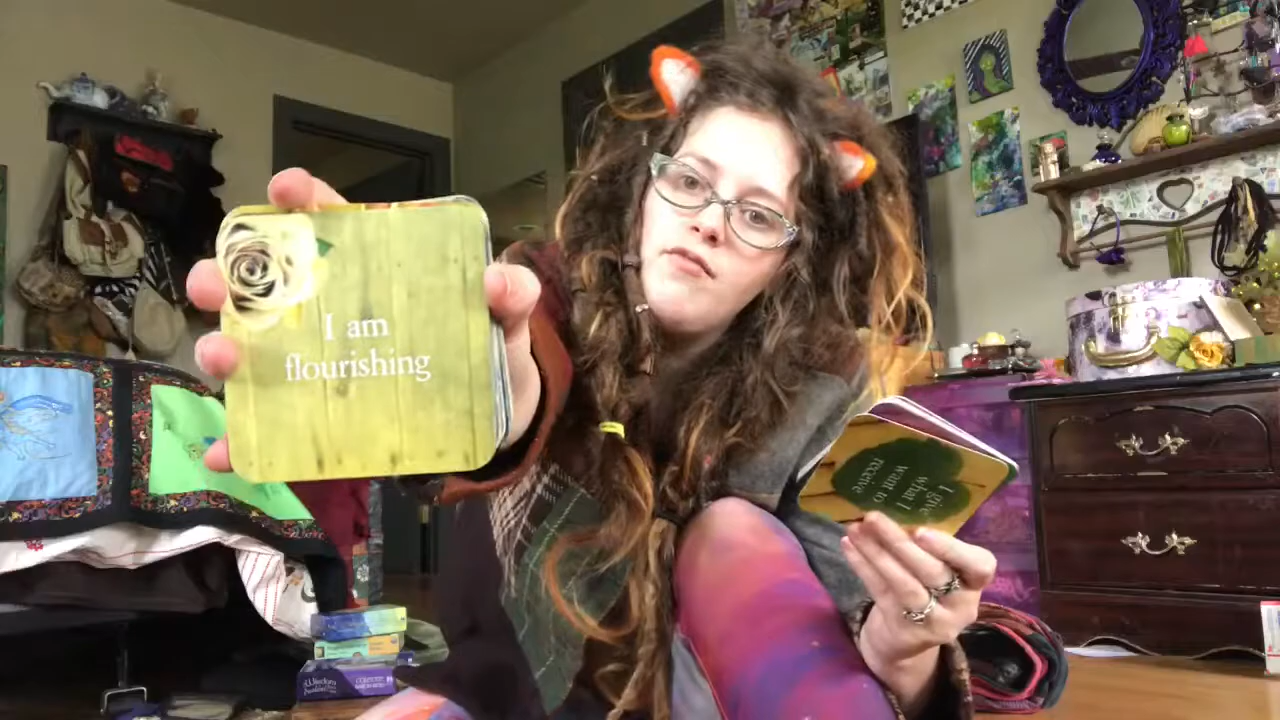 I am
flourishing
I give
what I
want to
receive